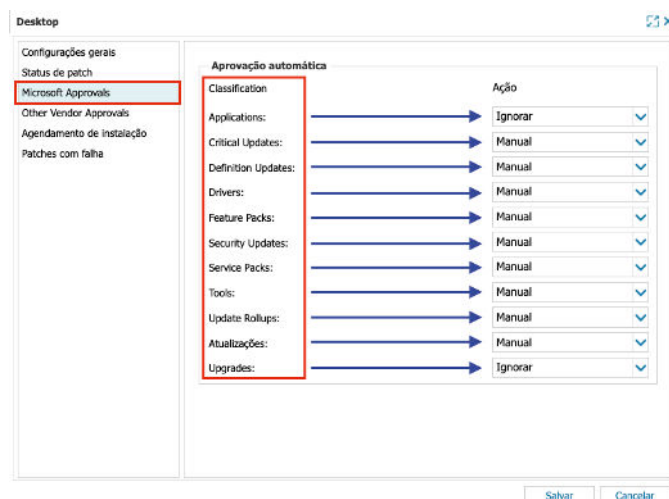 Desktop
Configurações gerais
Status de patch
Microsoft Approvals
Other Vendor Approvals
Agendamento de instalação
Patches com falha
Aprovação automática
Classification Ação
Applications: Ignorar
Critical Updates: Manual
Definition Updates: Manual
Drivers: Manual
Feature Packs: Manual
Security Updates: Manual
Service Packs: Manual
Tools: Manual
Update Rollups: Manual
Atualizações: Manual
Upgrades: Ignorar
Salvar Cancelar